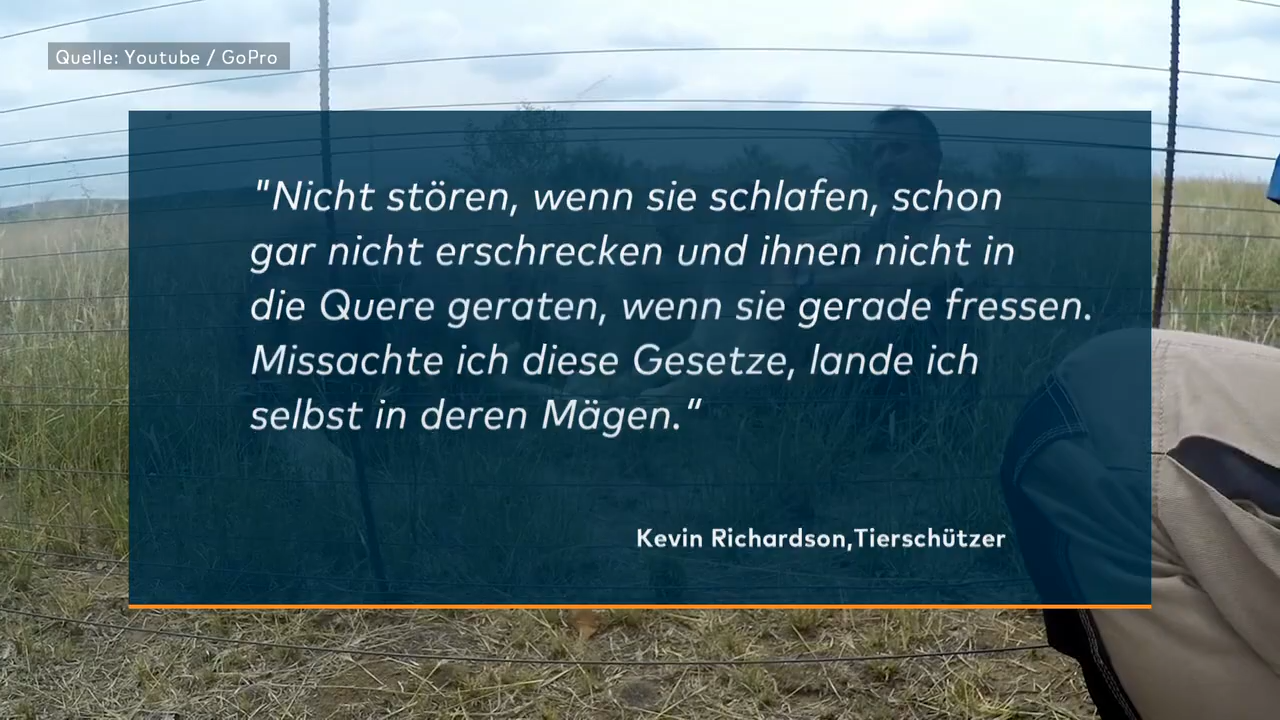 Quelle: Youtube / GoPro
"Nicht stören, wenn sie schlafen, schon
gar nicht erschrecken und ihnen nicht in
die Quere geraten, wenn sie gerade fressen.
Missachte ich diese Gesetze, lande ich
selbst in deren Mägen."
Kevin Richardson,Tierschützer